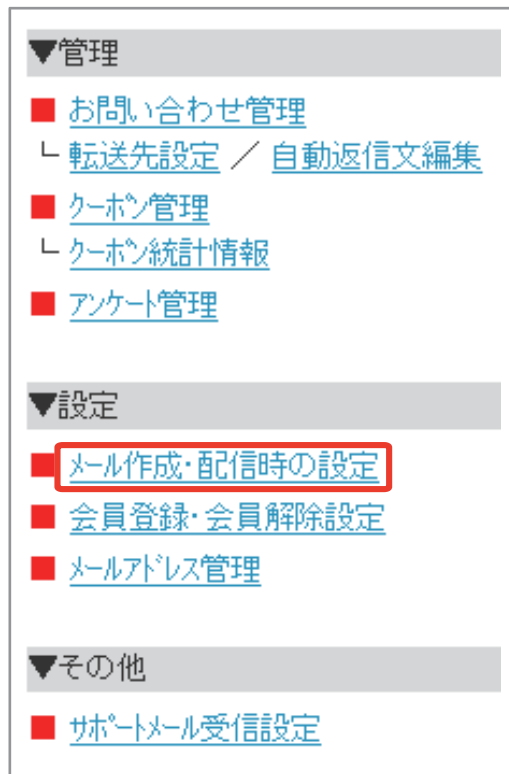 ▼管理
■ お問い合わせ管理
└ 転送先設定 ／ 自動返信文編集
■ クーポン管理
└ クーポン統計情報
■ アンケート管理
▼設定
■ メール作成・配信時の設定
■ 会員登録・会員解除設定
■ メールアドレス管理
▼その他
■ サポートメール受信設定